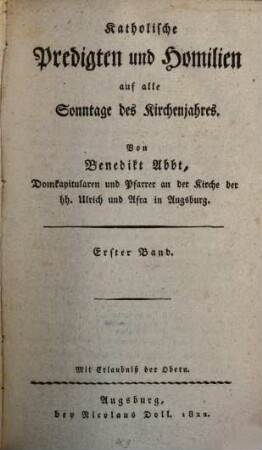 Katholische
Predigten und Homilien
auf alle
Sonntage des Kirchenjahres.
Von
Benedikt Abbt,
Domkapitularen und Pfarrer an der Kirche der
hh. Ulrich und Afra in Augsburg.
Erster Band.
Mit Erlaubniß der Obern.
Augsburg,
bey Nicolaus Doll. 1822.